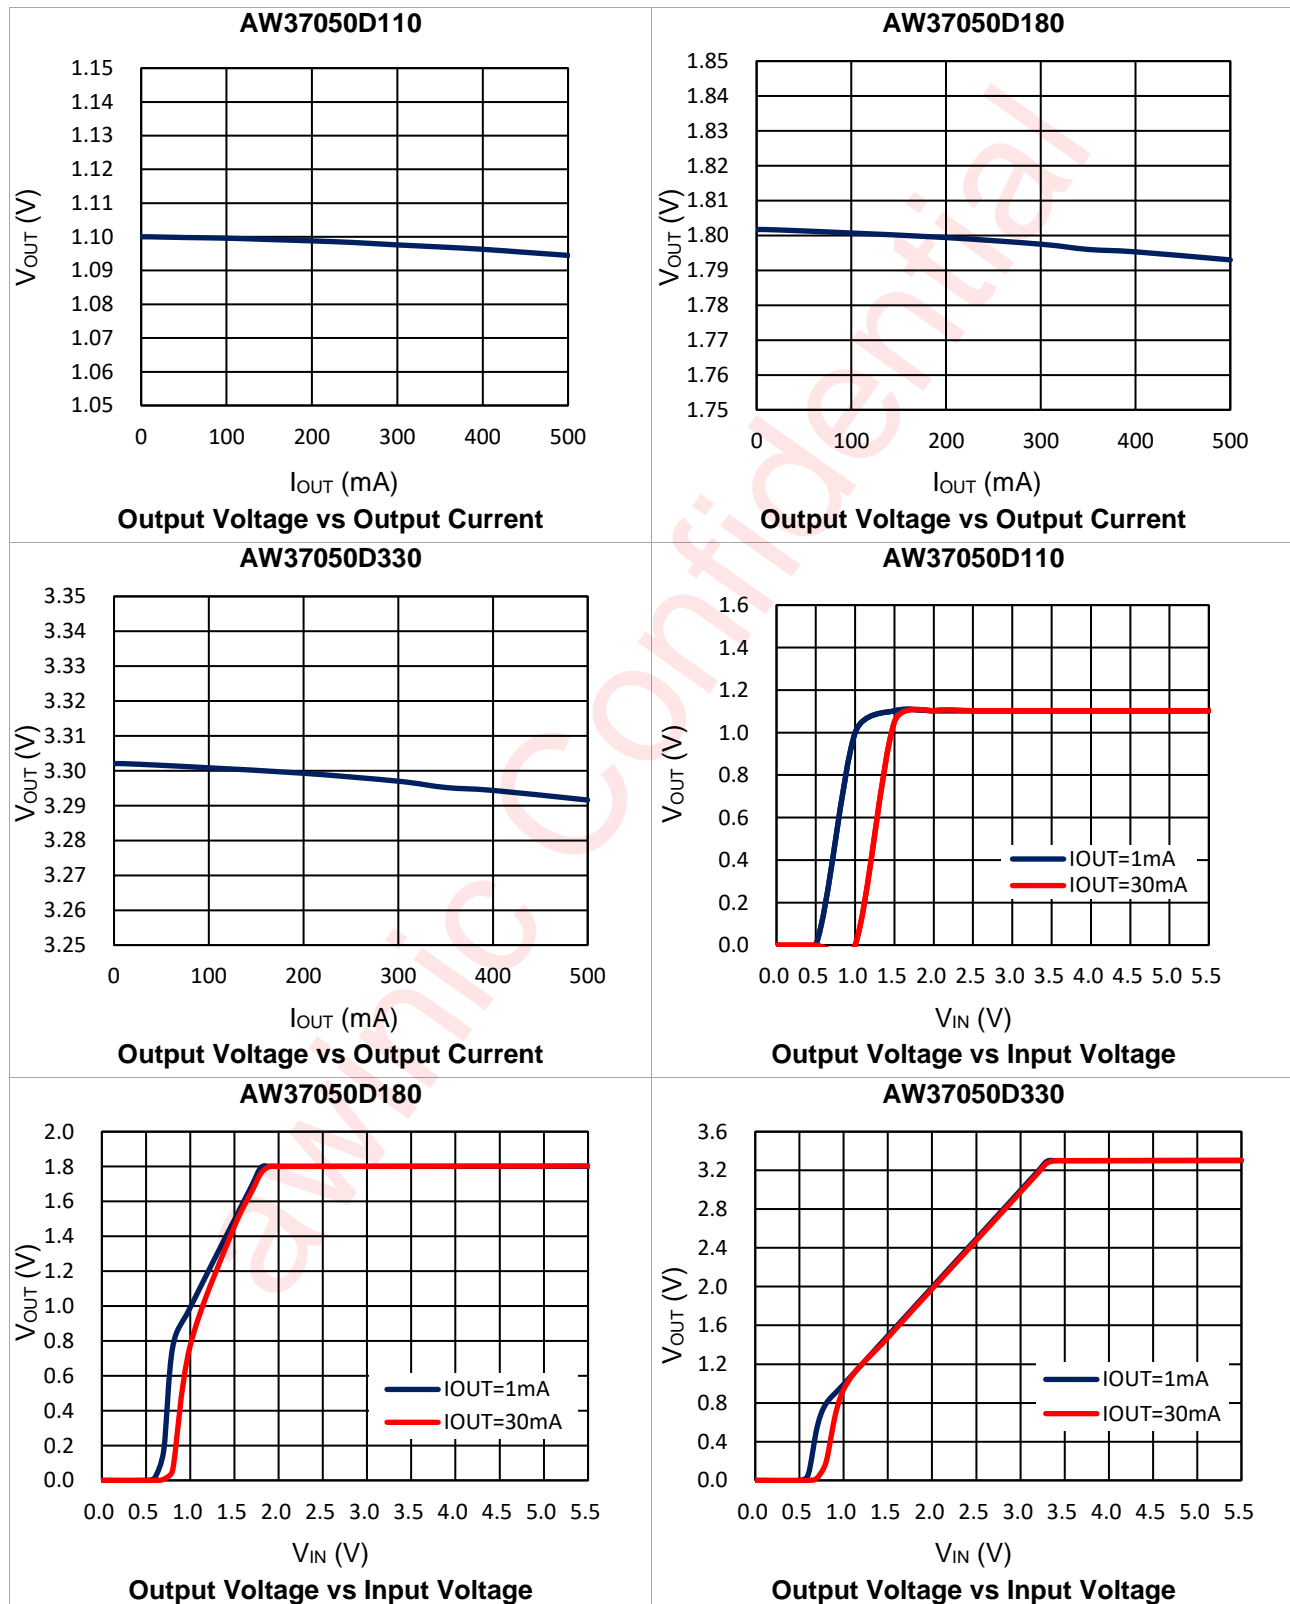 AW37050D110
1.15
1.14
1.13
1.12
1.11
1.10
1.09
1.08
1.07
1.06
1.05
VOUT (V)
0 100 200 300 400 500
IOUT (mA)
Output Voltage vs Output Current
AW37050D180
1.85
1.84
1.83
1.82
1.81
1.80
1.79
1.78
1.77
1.76
1.75
VOUT (V)
0 100 200 300 400 500
IOUT (mA)
Output Voltage vs Output Current
AW37050D330
3.35
3.34
3.33
3.32
3.31
3.30
3.29
3.28
3.27
3.26
3.25
VOUT (V)
0 100 200 300 400 500
IOUT (mA)
Output Voltage vs Output Current
AW37050D110
1.6
1.4
1.2
1.0
0.8
0.6
0.4
0.2
0.0
VOUT (V)
IOUT=1mA
IOUT=30mA
0.0 0.5 1.0 1.5 2.0 2.5 3.0 3.5 4.0 4.5 5.0 5.5
VIN (V)
Output Voltage vs Input Voltage
AW37050D180
2.0
1.8
1.6
1.4
1.2
1.0
0.8
0.6
0.4
0.2
0.0
VOUT (V)
IOUT=1mA
IOUT=30mA
0.0 0.5 1.0 1.5 2.0 2.5 3.0 3.5 4.0 4.5 5.0 5.5
VIN (V)
Output Voltage vs Input Voltage
AW37050D330
3.6
3.2
2.8
2.4
2.0
1.6
1.2
0.8
0.4
0.0
VOUT (V)
IOUT=1mA
IOUT=30mA
0.0 0.5 1.0 1.5 2.0 2.5 3.0 3.5 4.0 4.5 5.0 5.5
VIN (V)
Output Voltage vs Input Voltage
awinic Confidential